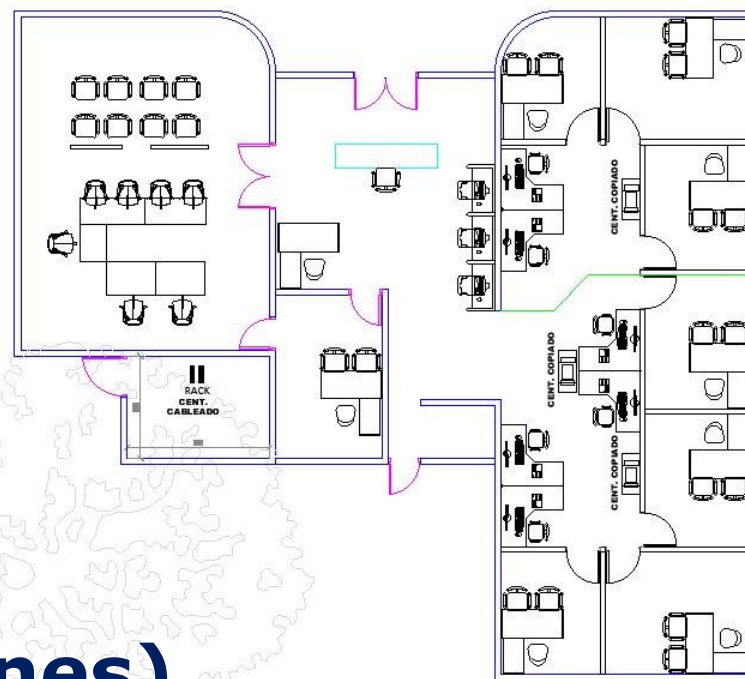 CENT. COPIADO
CENT. COPIADO
RACK
CENT.
CABLEADO
CENT. COPIADO
nes)